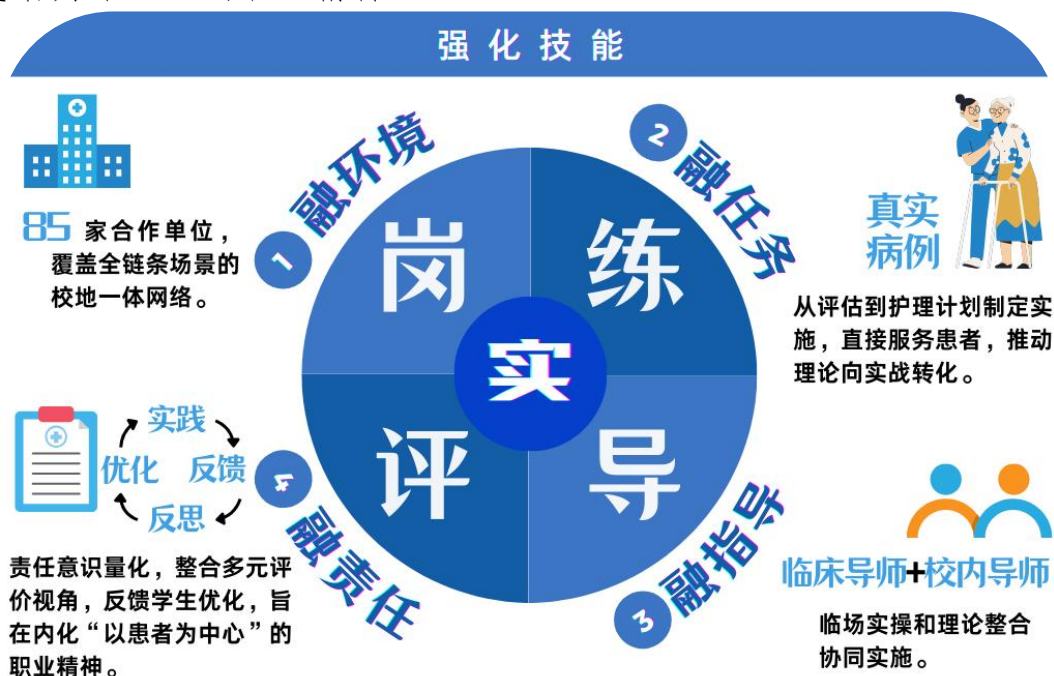 强化技能
85 家合作单位，
覆盖全链条场景的
校地一体网络。
1 融环境
2 融任务
真实
病例
从评估到护理计划制定实
施，直接服务患者，推动
理论向实战转化。
岗
练
实
评
导
实践
优化 反馈
反思
4 融责任
责任意识量化，整合多元评
价视角，反馈学生优化，旨
在内化“以患者为中心”的
职业精神。
3 融指导
临床导师+校内导师
临场实操和理论整合
协同实施。